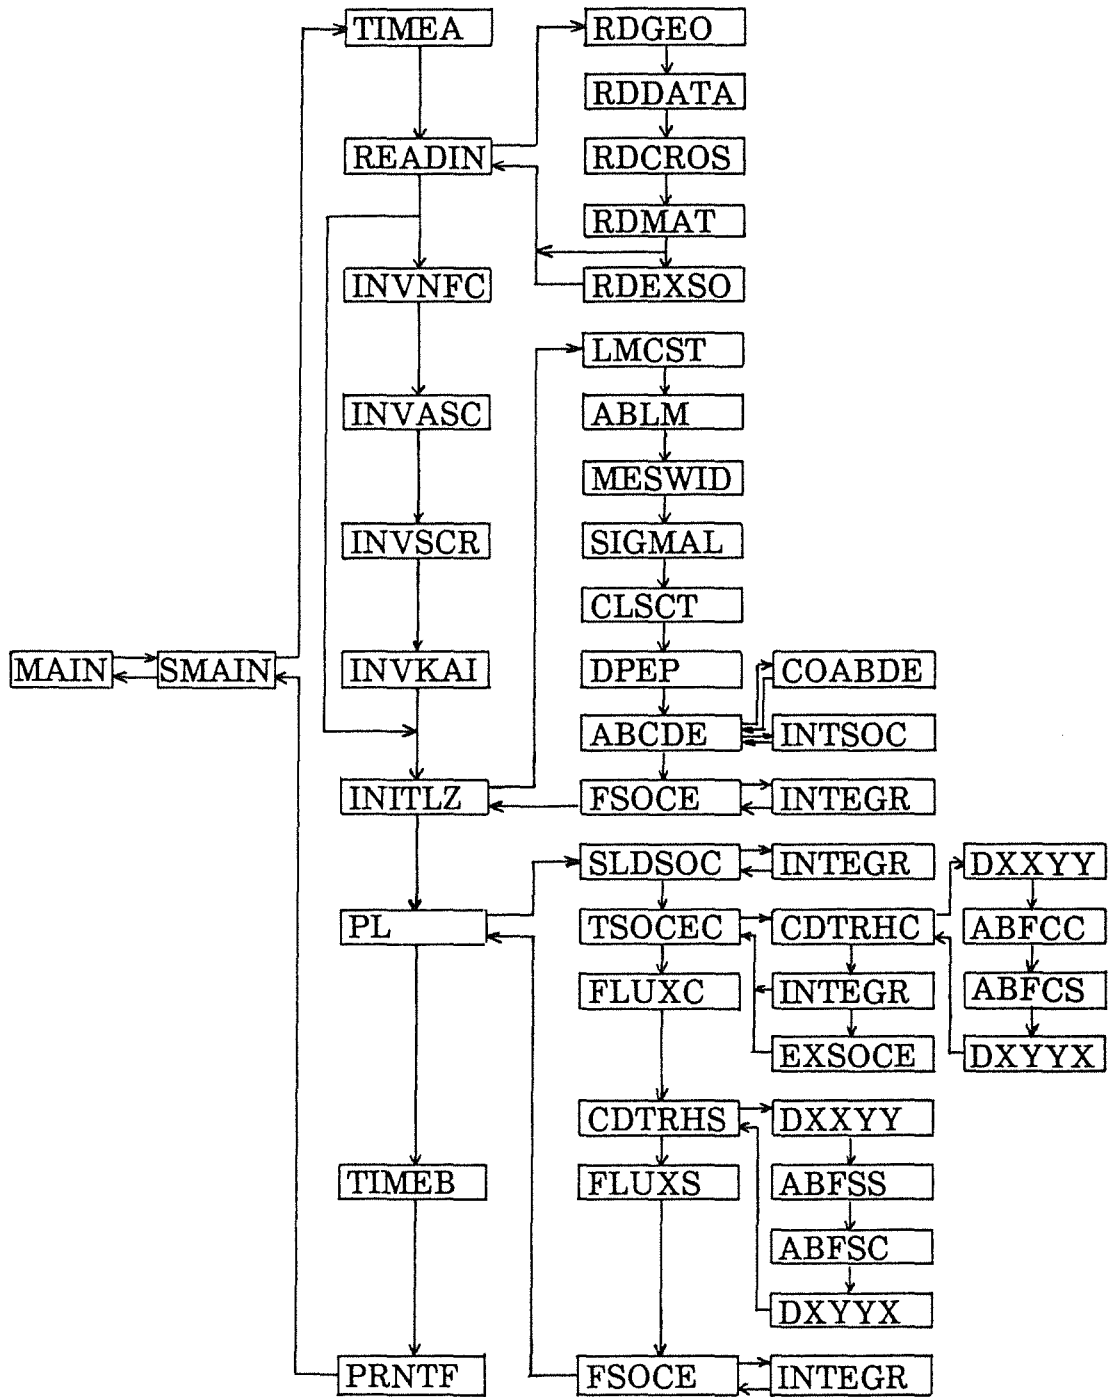 TIMEA
RDGEO
RDDATA
READIN
RDCROS
RDMAT
INVNFC
RDEXSO
LMCST
INVASC
ABLM
MESWID
INVSCR
SIGMAL
CLSCT
MAIN
SMAIN
INVKAI
DPEP
COABDE
ABCDE
INTSOC
INITLZ
FSOCE
INTEGR
SLDSOC
INTEGR
DXXYY
PL
TSOCEC
CDTRHC
ABFCC
FLUXC
INTEGR
ABFCS
EXSOCE
DXYYX
CDTRHS
DXXYY
TIMEB
FLUXS
ABFSS
ABFSC
DXYYX
PRNTF
FSOCE
INTEGR